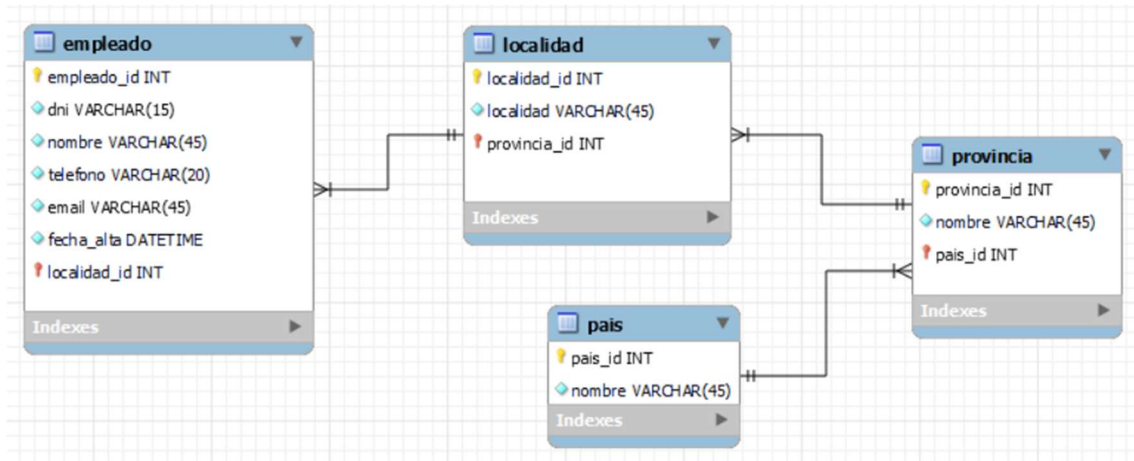 empleado
empleado_id INT
dni VARCHAR(15)
nombre VARCHAR(45)
telefono VARCHAR(20)
email VARCHAR(45)
fecha_alta DATETIME
localidad_id INT
Indexes
localidad
localidad_id INT
localidad VARCHAR(45)
provincia_id INT
Indexes
provincia
provincia_id INT
nombre VARCHAR(45)
pais_id INT
Indexes
pais
pais_id INT
nombre VARCHAR(45)
Indexes